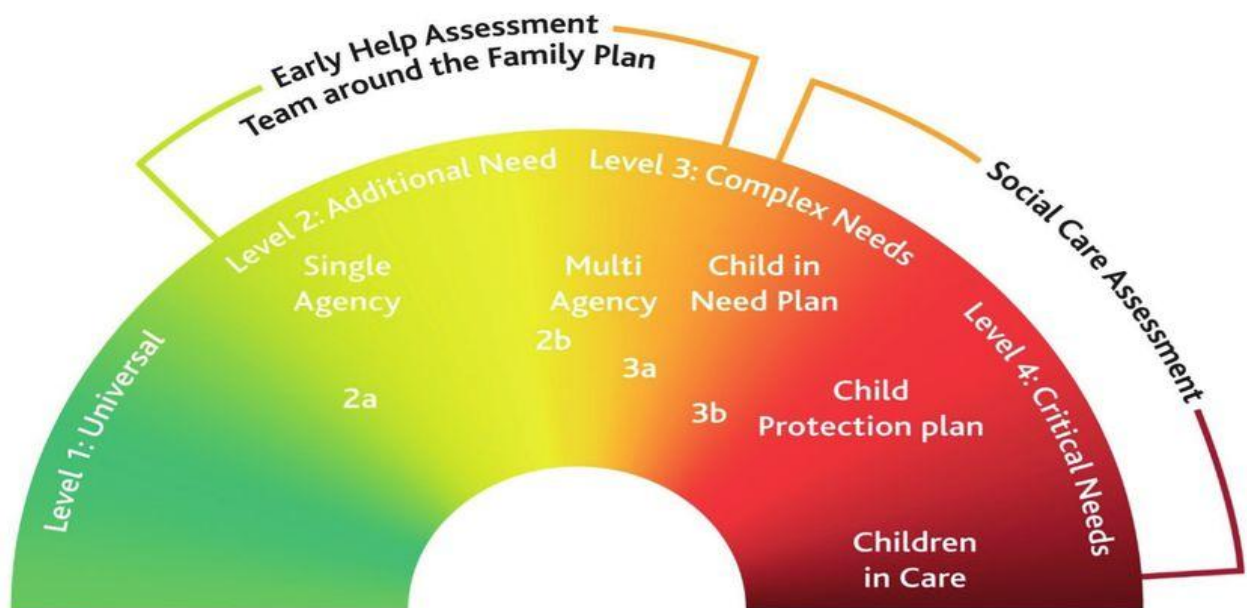 Early Help Assessment
Team around the Family Plan
Social Care Assessment
Level 1: Universal
Level 2: Additional Need
Level 3: Complex Needs
Level 4: Critical Needs
Single
Agency
2a
Multi
Agency
2b
3a
Child in
Need Plan
3b
Child
Protection plan
Children
in Care